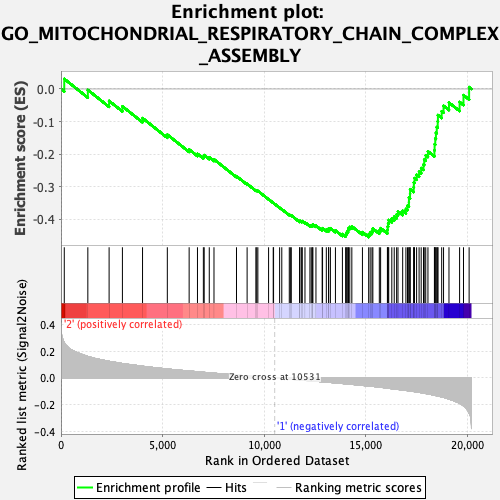 Enrichment plot:
GO_MITOCHONDRIAL_RESPIRATORY_CHAIN_COMPLEX
_ASSEMBLY
Enrichment score (ES)
0.0
-0.1
-0.2
-0.3
-0.4
'2' (positively correlated)
Ranked list metric (Signal2Noise)
0.4
0.2
0.0
-0.2
-0.4
Zero cross at 10531
'1' (negatively correlated)
0
5,000
10,000
15,000
20,000
Rank in Ordered Dataset
Enrichment profile
Hits
Ranking metric scores